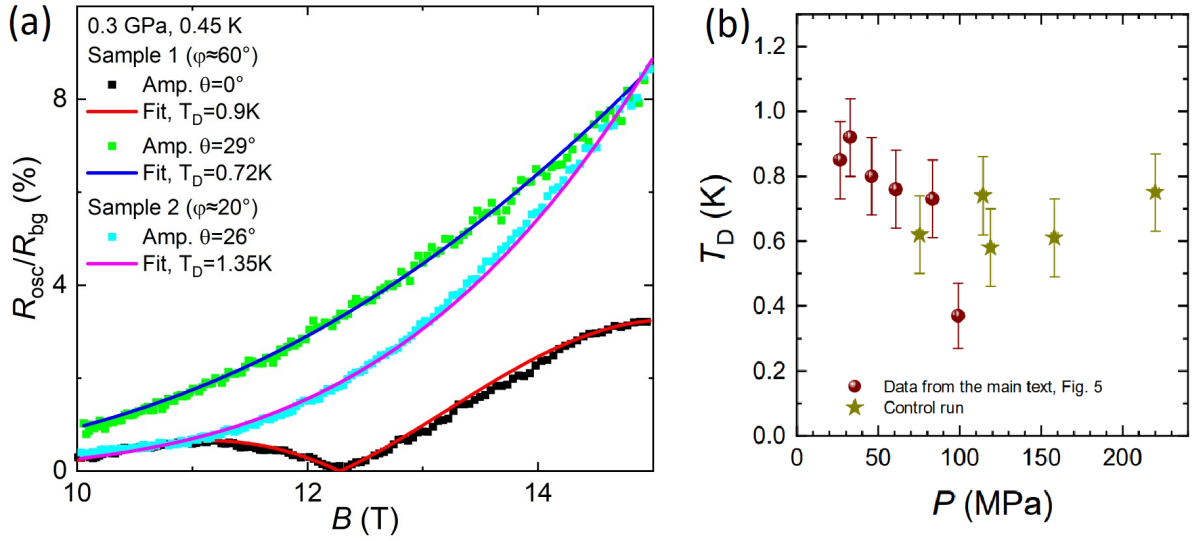 (a)
0.3 GPa, 0.45 K
Sample 1 (φ≈60°)
Amp. θ=0°
Fit, T_D=0.9K
Amp. θ=29°
Fit, T_D=0.72K
Sample 2 (φ≈20°)
Amp. θ=26°
Fit, T_D=1.35K
R_osc/R_bg (%)
8
4
0
10
12
14
B (T)
(b)
T_D (K)
1.2
1.0
0.8
0.6
0.4
0.2
0.0
Data from the main text, Fig. 5
Control run
0
50
100
150
200
P (MPa)